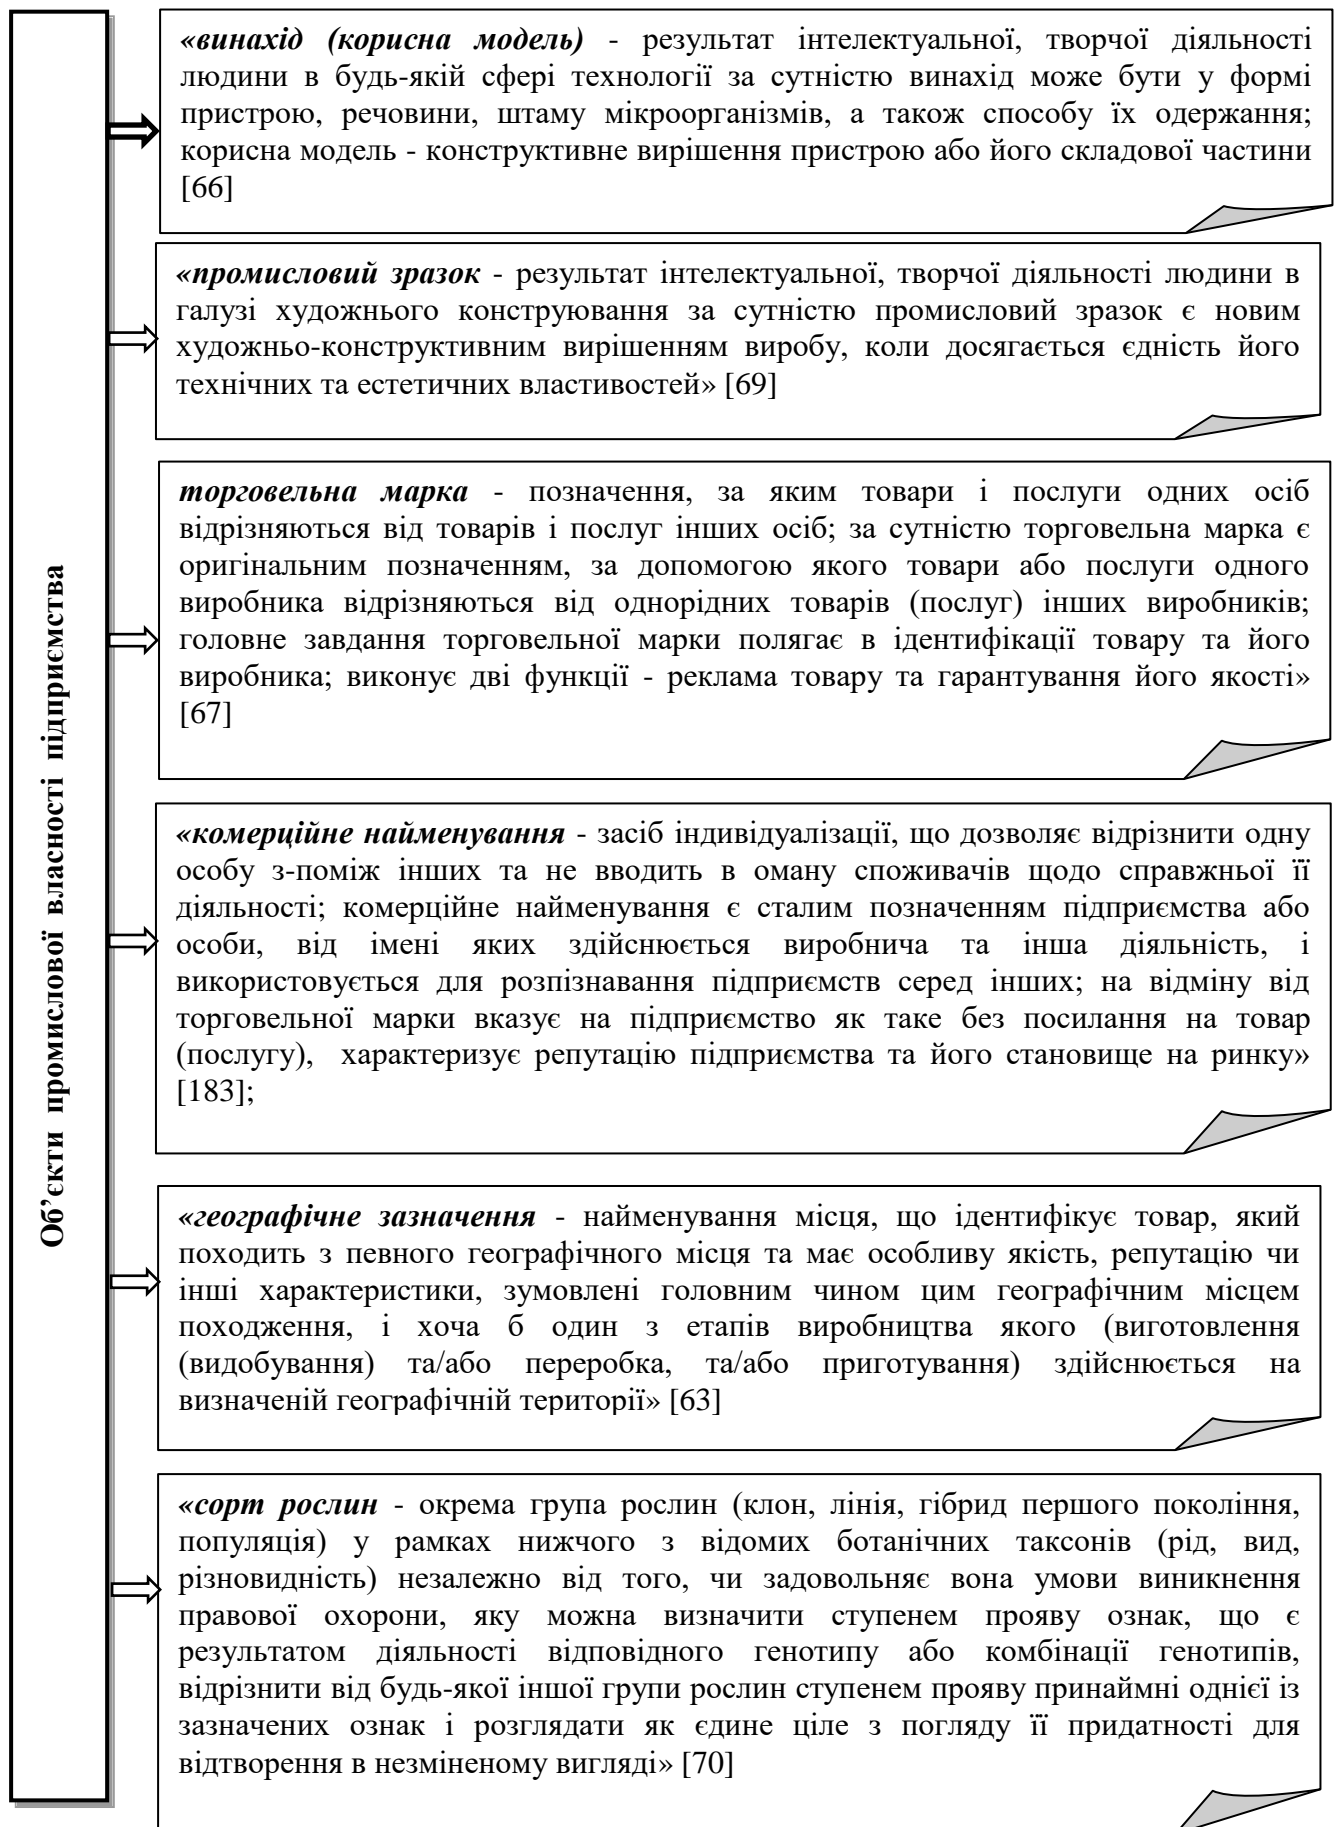 Об’єкти промислової власності підприємства
«винахід (корисна модель) - результат інтелектуальної, творчої діяльності
людини в будь-якій сфері технології за сутністю винахід може бути у формі
пристрою, речовини, штаму мікроорганізмів, а також способу їх одержання;
корисна модель - конструктивне вирішення пристрою або його складової частини
[66]
«промисловий зразок - результат інтелектуальної, творчої діяльності людини в
галузі художнього конструювання за сутністю промисловий зразок є новим
художньо-конструктивним вирішенням виробу, коли досягається єдність його
технічних та естетичних властивостей» [69]
торговельна марка - позначення, за яким товари і послуги одних осіб
відрізняються від товарів і послуг інших осіб; за сутністю торговельна марка є
оригінальним позначенням, за допомогою якого товари або послуги одного
виробника відрізняються від однорідних товарів (послуг) інших виробників;
головне завдання торговельної марки полягає в ідентифікації товару та його
виробника; виконує дві функції - реклама товару та гарантування його якості»
[67]
«комерційне найменування - засіб індивідуалізації, що дозволяє відрізнити одну
особу з-поміж інших та не вводить в оману споживачів щодо справжньої її
діяльності; комерційне найменування є сталим позначенням підприємства або
особи, від імені яких здійснюється виробнича та інша діяльність, і
використовується для розпізнавання підприємств серед інших; на відміну від
торговельної марки вказує на підприємство як таке без посилання на товар
(послугу), характеризує репутацію підприємства та його становище на ринку»
[183];
«географічне зазначення - найменування місця, що ідентифікує товар, який
походить з певного географічного місця та має особливу якість, репутацію чи
інші характеристики, зумовлені головним чином цим географічним місцем
походження, і хоча б один з етапів виробництва якого (виготовлення
(видобування) та/або переробка, та/або приготування) здійснюється на
визначеній географічній території» [63]
«сорт рослин - окрема група рослин (клон, лінія, гібрид першого покоління,
популяція) у рамках нижчого з відомих ботанічних таксонів (рід, вид,
різновидність) незалежно від того, чи задовольняє вона умови виникнення
правової охорони, яку можна визначити ступенем прояву ознак, що є
результатом діяльності відповідного генотипу або комбінації генотипів,
відрізнити від будь-якої іншої групи рослин ступенем прояву принаймні однієї із
зазначених ознак і розглядати як єдине ціле з погляду її придатності для
відтворення в незміненому вигляді» [70]